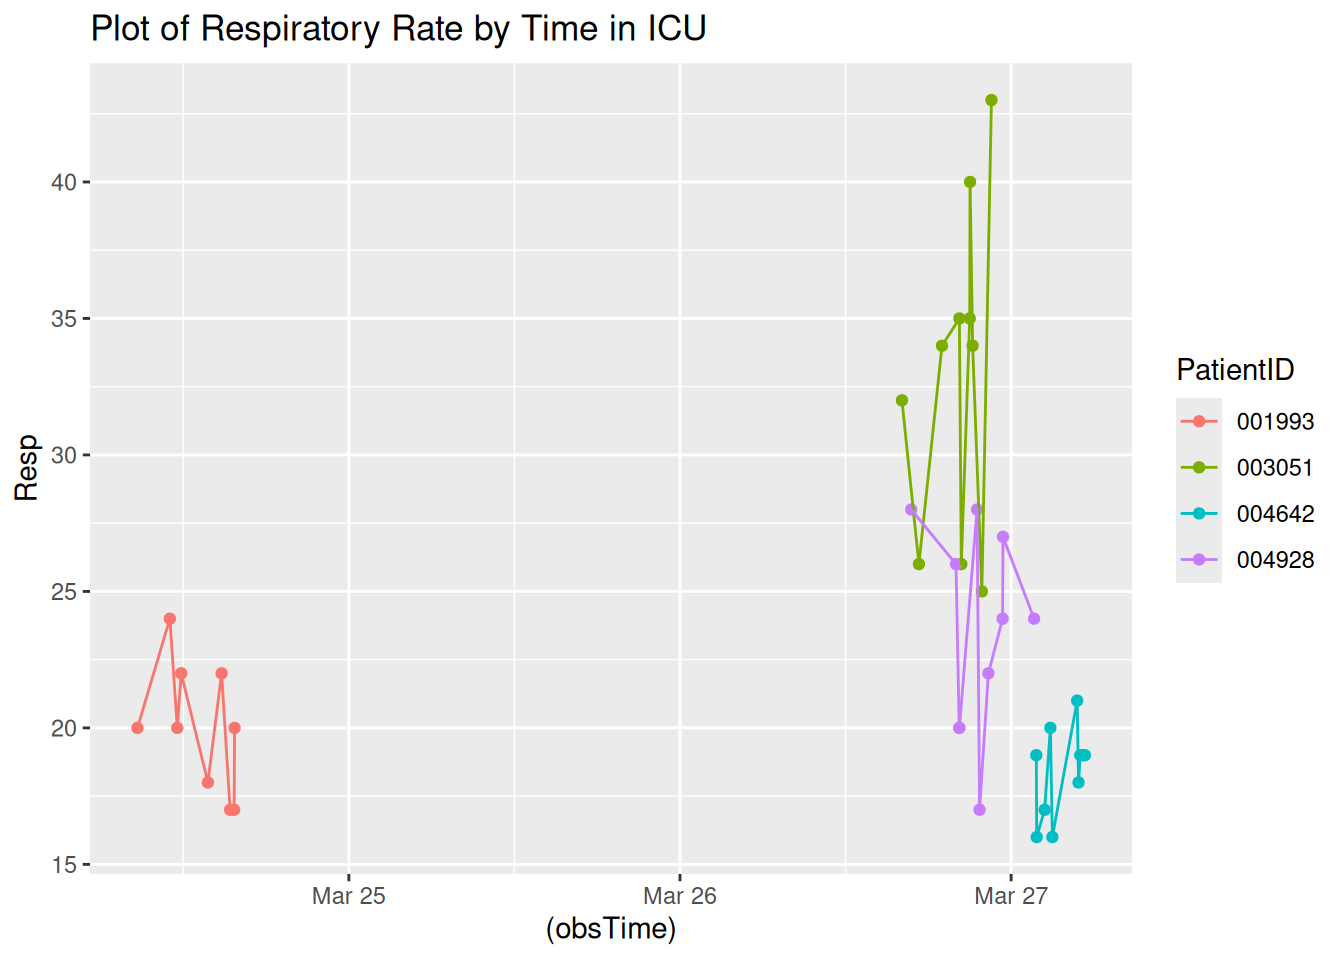 Plot of Respiratory Rate by Time in ICU
Resp
40
35
30
25
20
15
Mar 25
Mar 26
Mar 27
(obsTime)
PatientID
001993
003051
004642
004928